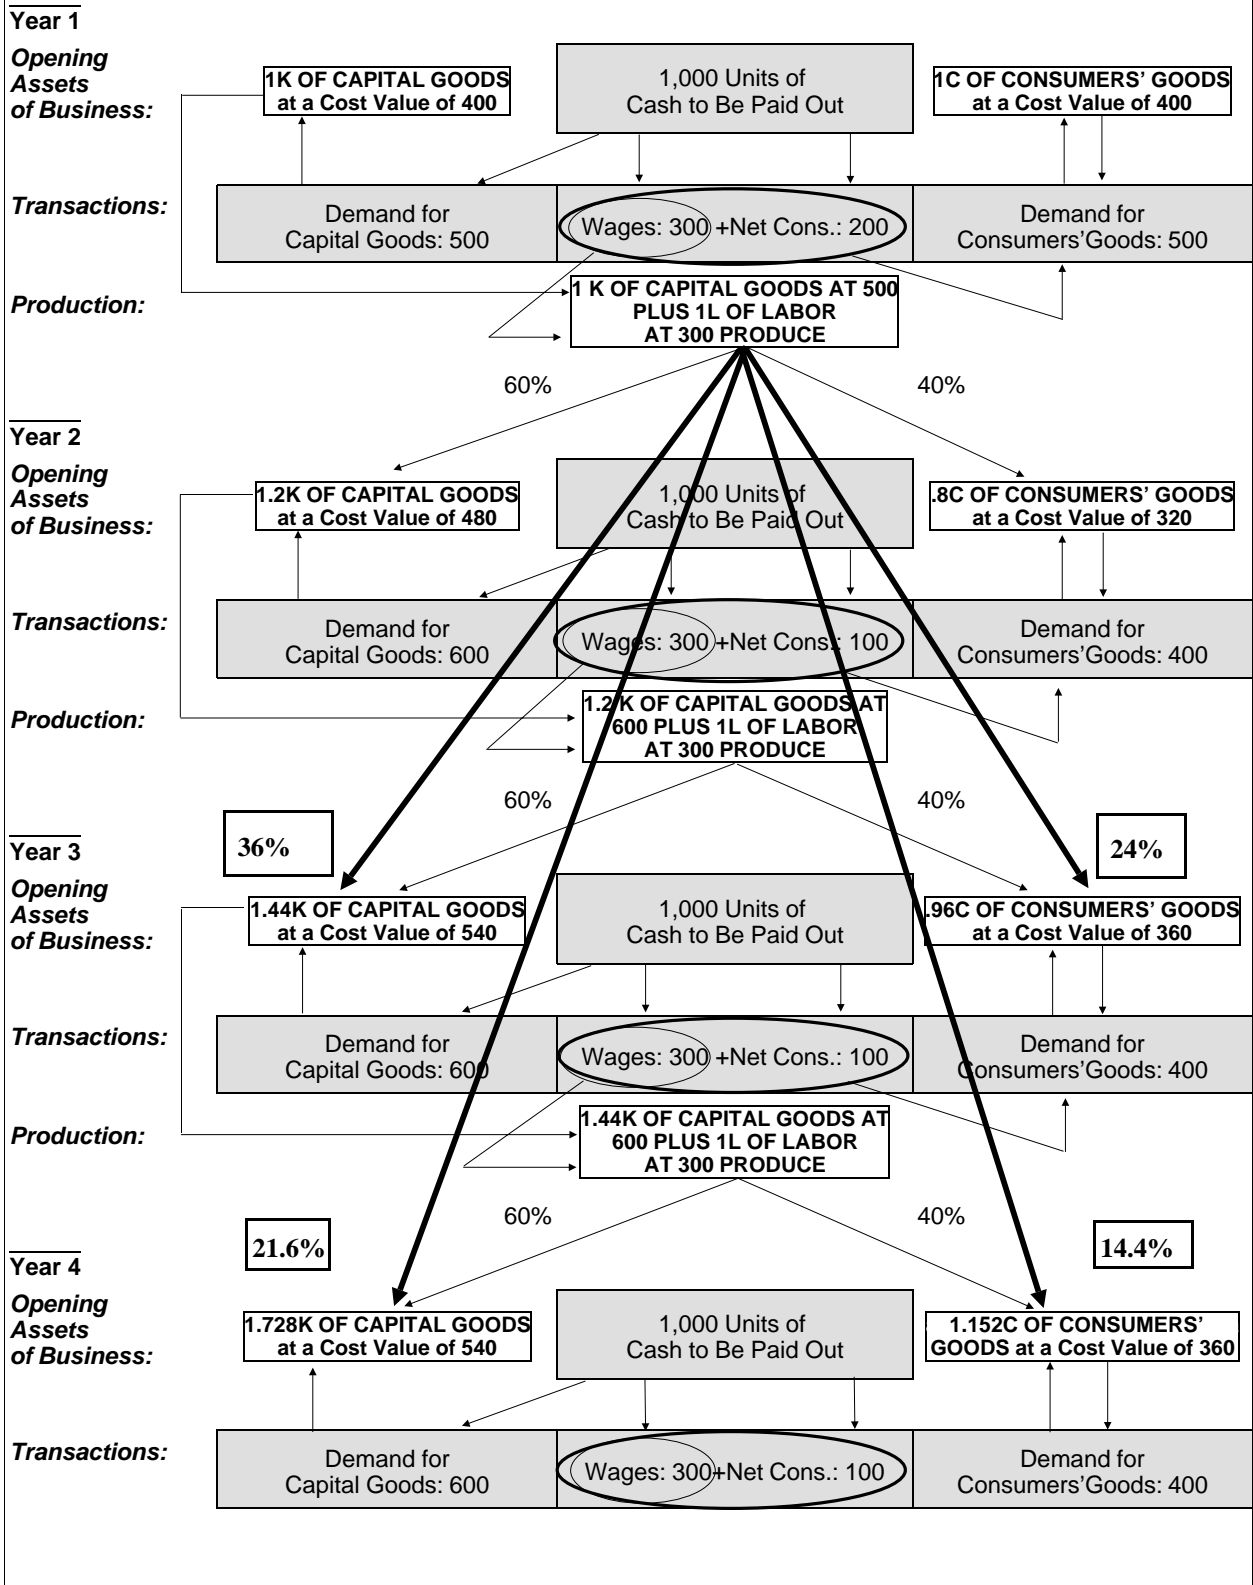 Year 1
Opening
Assets
of Business:
1K OF CAPITAL GOODS
at a Cost Value of 400
1,000 Units of
Cash to Be Paid Out
1C OF CONSUMERS’ GOODS
at a Cost Value of 400
Transactions:
Demand for
Capital Goods: 500
Wages: 300 +Net Cons.: 200
Demand for
Consumers’Goods: 500
Production:
1 K OF CAPITAL GOODS AT 500
PLUS 1L OF LABOR
AT 300 PRODUCE
60%
40%
Year 2
Opening
Assets
of Business:
1.2K OF CAPITAL GOODS
at a Cost Value of 480
1,000 Units of
Cash to Be Paid Out
.8C OF CONSUMERS’ GOODS
at a Cost Value of 320
Transactions:
Demand for
Capital Goods: 600
Wages: 300 +Net Cons.: 100
Demand for
Consumers’Goods: 400
Production:
1.2 K OF CAPITAL GOODS AT
600 PLUS 1L OF LABOR
AT 300 PRODUCE
60%
40%
36%
24%
Year 3
Opening
Assets
of Business:
1.44K OF CAPITAL GOODS
at a Cost Value of 540
1,000 Units of
Cash to Be Paid Out
.96C OF CONSUMERS’ GOODS
at a Cost Value of 360
Transactions:
Demand for
Capital Goods: 600
Wages: 300 +Net Cons.: 100
Demand for
Consumers’Goods: 400
Production:
1.44K OF CAPITAL GOODS AT
600 PLUS 1L OF LABOR
AT 300 PRODUCE
60%
40%
21.6%
14.4%
Year 4
Opening
Assets
of Business:
1.728K OF CAPITAL GOODS
at a Cost Value of 540
1,000 Units of
Cash to Be Paid Out
1.152C OF CONSUMERS’
GOODS at a Cost Value of 360
Transactions:
Demand for
Capital Goods: 600
Wages: 300+Net Cons.: 100
Demand for
Consumers’Goods: 400